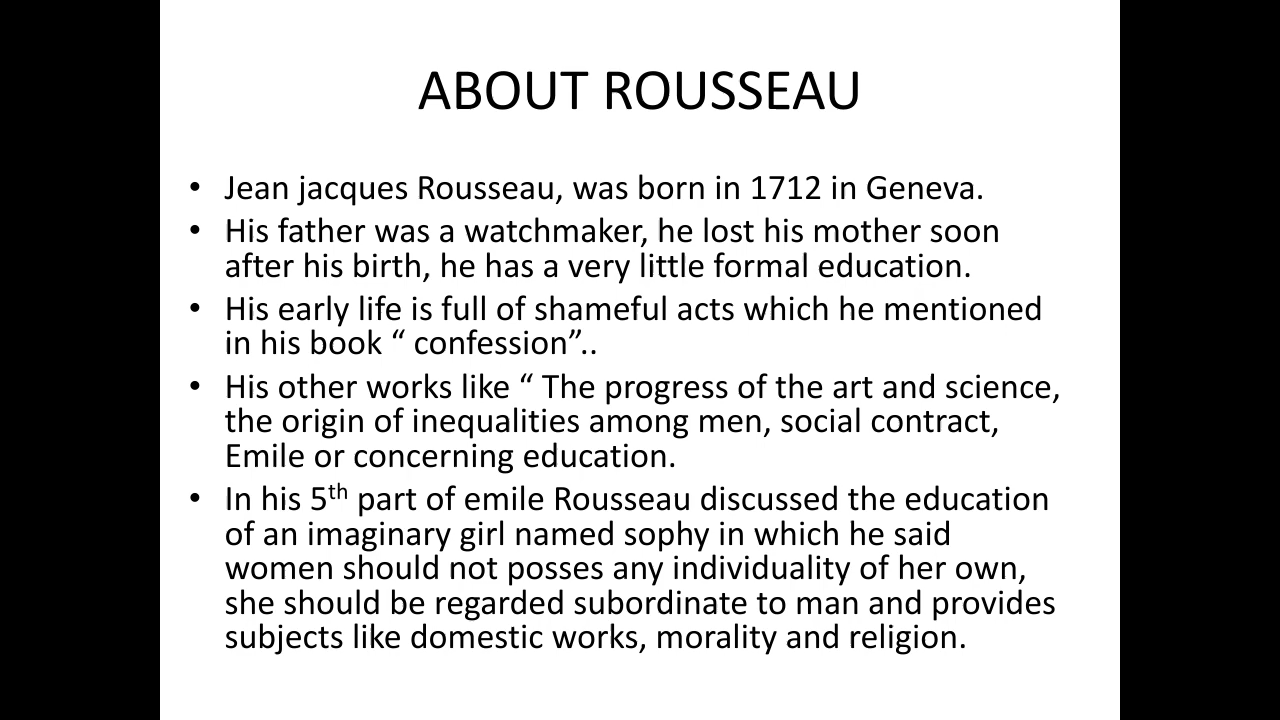 ABOUT ROUSSEAU
• Jean jacques Rousseau, was born in 1712 in Geneva.
• His father was a watchmaker, he lost his mother soon
after his birth, he has a very little formal education.
• His early life is full of shameful acts which he mentioned
in his book “ confession”..
• His other works like “ The progress of the art and science,
the origin of inequalities among men, social contract,
Emile or concerning education.
• In his 5th part of emile Rousseau discussed the education
of an imaginary girl named sophy in which he said
women should not posses any individuality of her own,
she should be regarded subordinate to man and provides
subjects like domestic works, morality and religion.